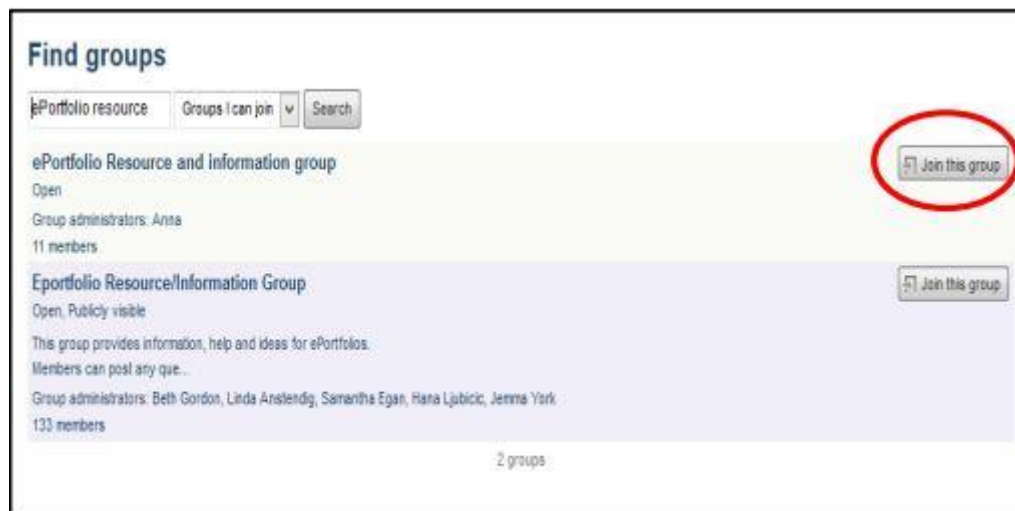 Find groups
ePortfolio resource Groups I can join Search
ePortfolio Resource and information group Join this group
Open
Group administrators: Anna
11 members
Eportfolio Resource/Information Group Join this group
Open, Publicly visible
This group provides information, help and ideas for ePortfolios.
Members can post any que...
Group administrators: Beth Gordon, Linda Anstendig, Samantha Egan, Hana Ljubicic, Jemma York
133 members
2 groups